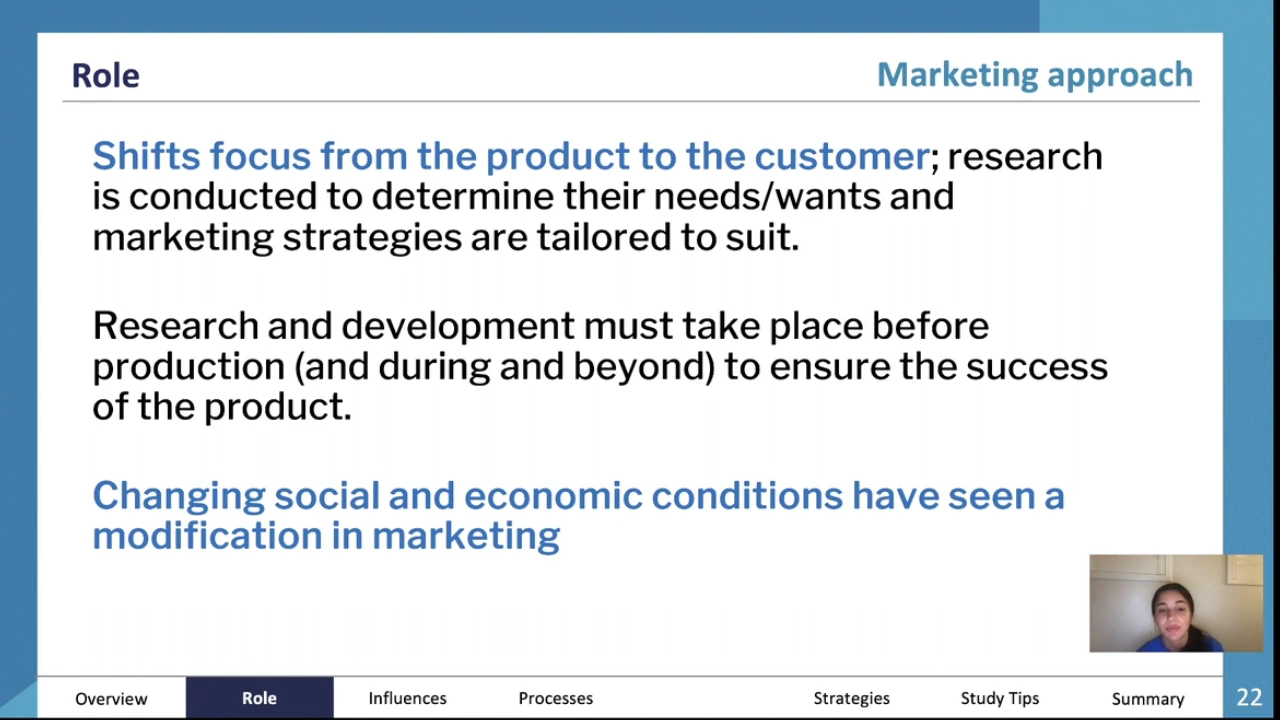 Role
Marketing approach
Shifts focus from the product to the customer; research
is conducted to determine their needs/wants and
marketing strategies are tailored to suit.
Research and development must take place before
production (and during and beyond) to ensure the success
of the product.
Changing social and economic conditions have seen a
modification in marketing
Overview
Role
Influences
Processes
Strategies
Study Tips
Summary
22